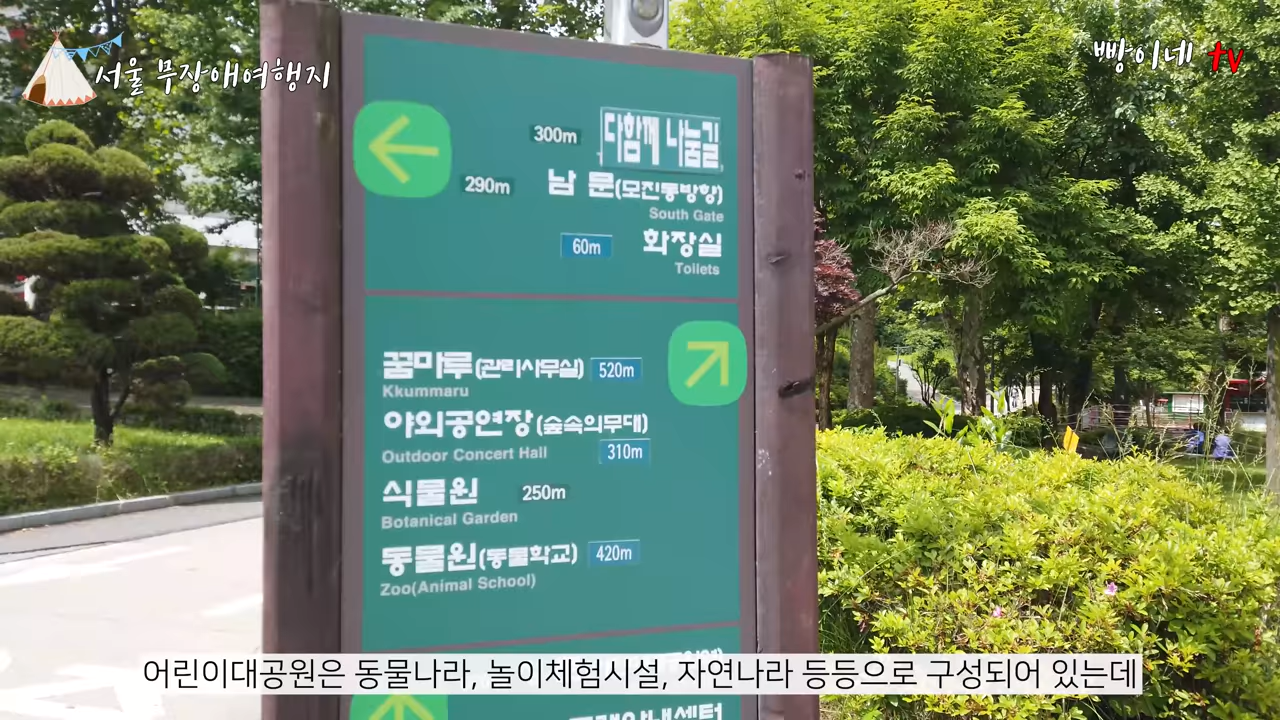 서울 무장애여행지
빵이네 tv
300m 다함께 나눔길
290m 남 문(모진동방향)
South Gate
60m 화장실
Toilets
꿈마루(관리사무실) 520m
Kkummaru
야외공연장(숲속의무대)
Outdoor Concert Hall 310m
식물원 250m
Botanical Garden
동물원(동물학교) 420m
Zoo(Animal School)
어린이대공원은 동물나라, 놀이체험시설, 자연나라 등등으로 구성되어 있는데